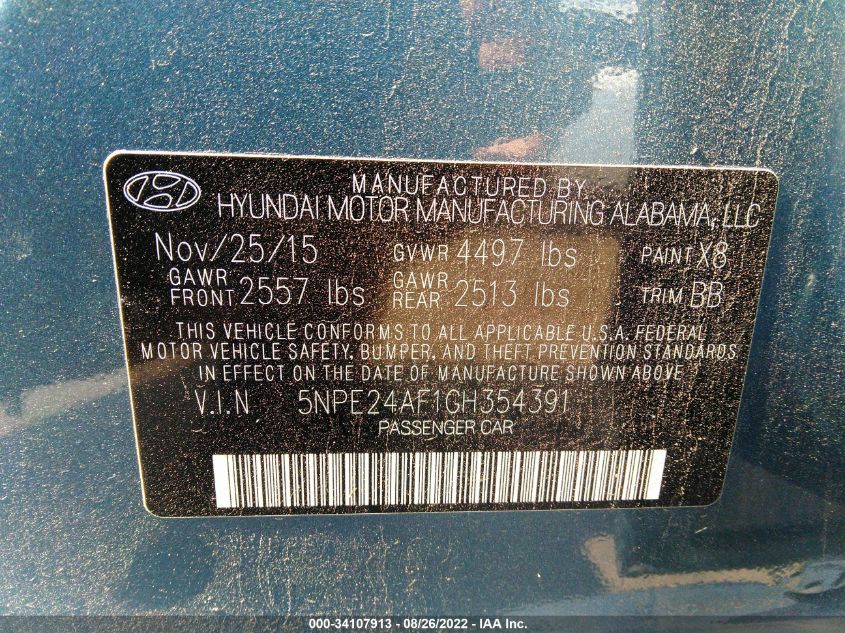 MANUFACTURED BY
HYUNDAI MOTOR MANUFACTURING ALABAMA, LLC
Nov/25/15 GVWR 4497 lbs PAINT X8
GAWR FRONT 2557 lbs GAWR REAR 2513 lbs TRIM BB
THIS VEHICLE CONFORMS TO ALL APPLICABLE U.S.A. FEDERAL
MOTOR VEHICLE SAFETY, BUMPER, AND THEFT PREVENTION STANDARDS
IN EFFECT ON THE DATE OF MANUFACTURE SHOWN ABOVE
V.I.N 5NPE24AF1GH354391
PASSENGER CAR
000-34107913 - 08/26/2022 - IAA Inc.